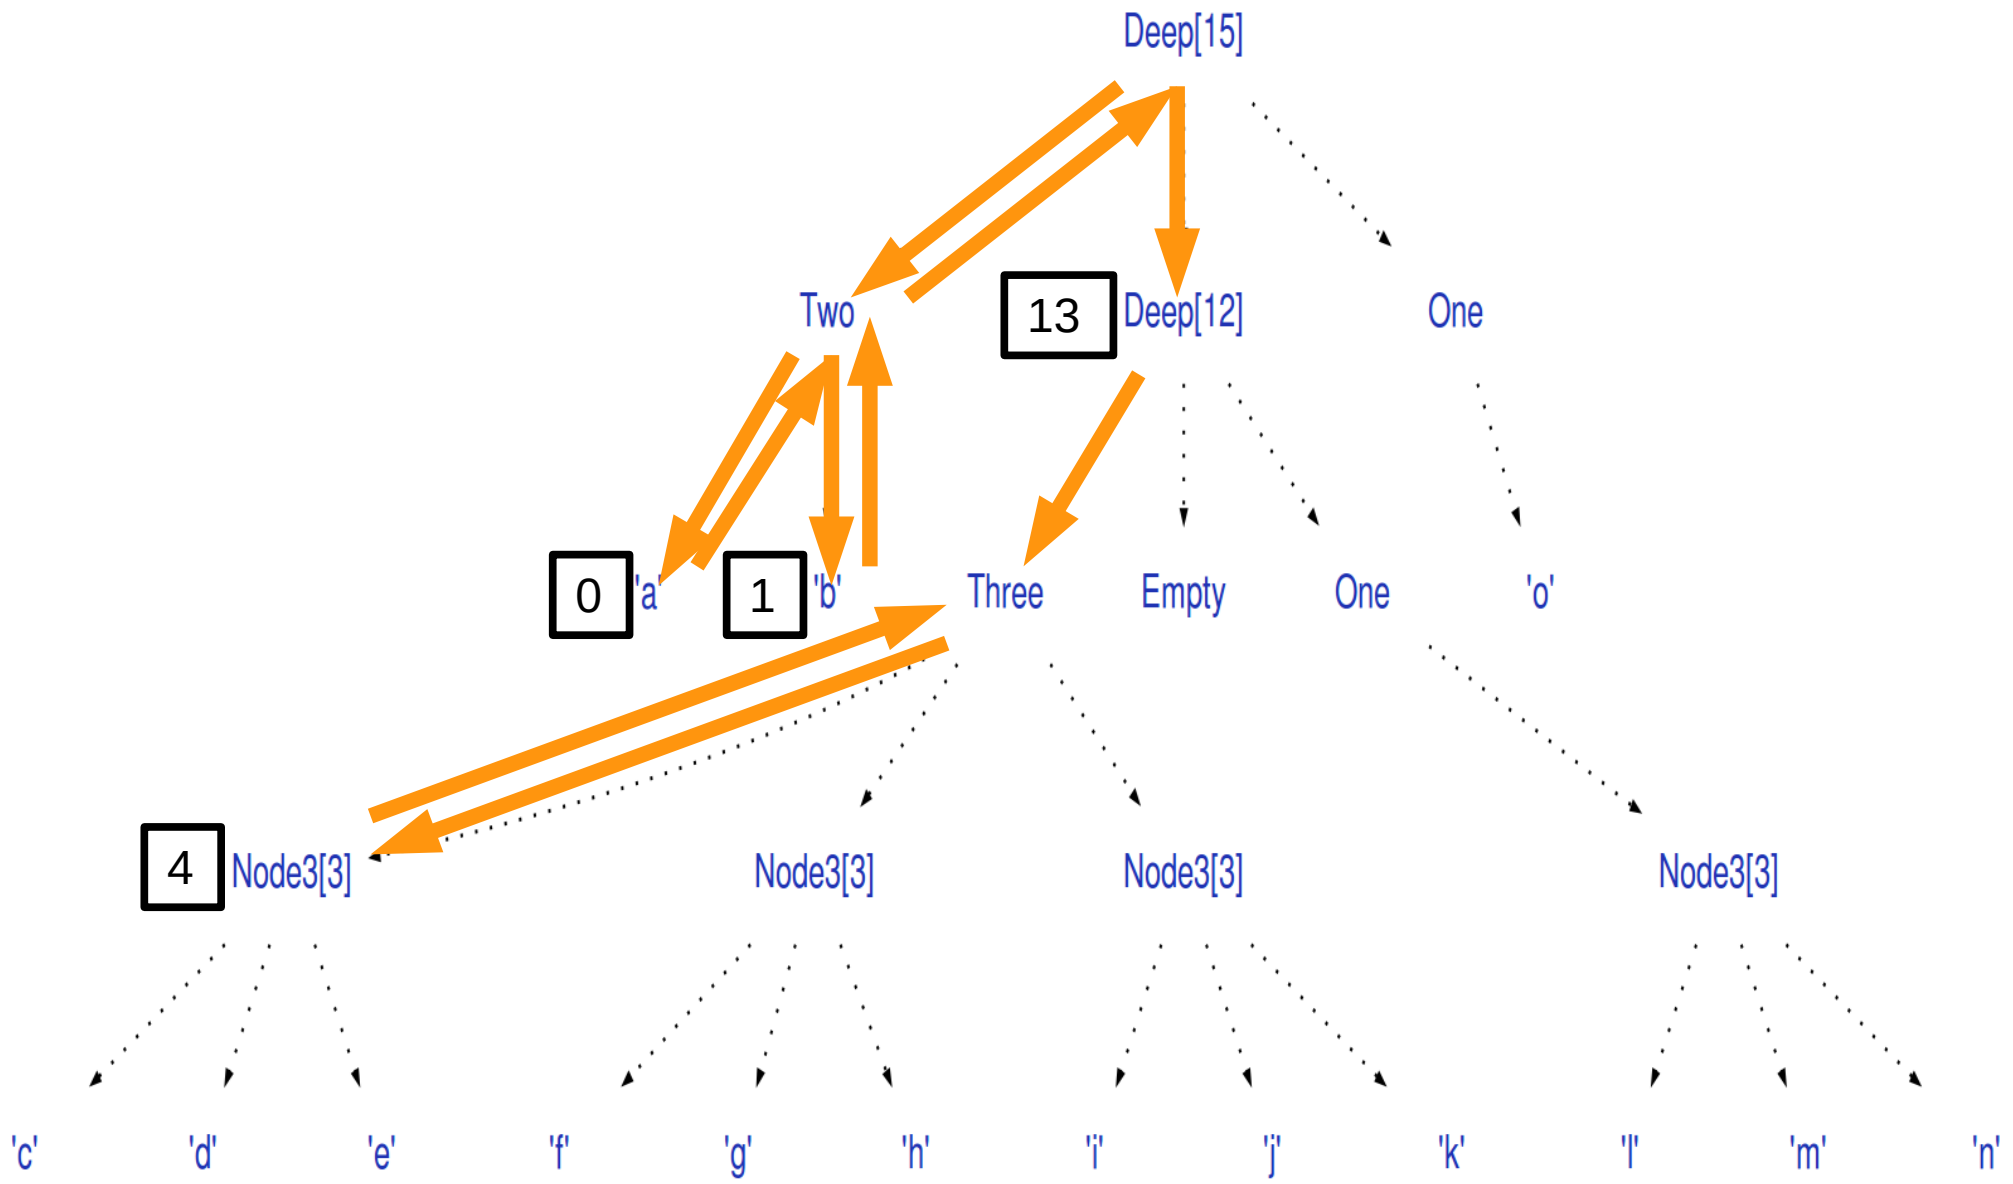 Deep[15]
Two 13 Deep[12] One
0 'a' 1 'b' Three Empty One 'o'
4 Node3[3] Node3[3] Node3[3] Node3[3]
'c' 'd' 'e' 'f' 'g' 'h' 'i' 'j' 'k' 'l' 'm' 'n'